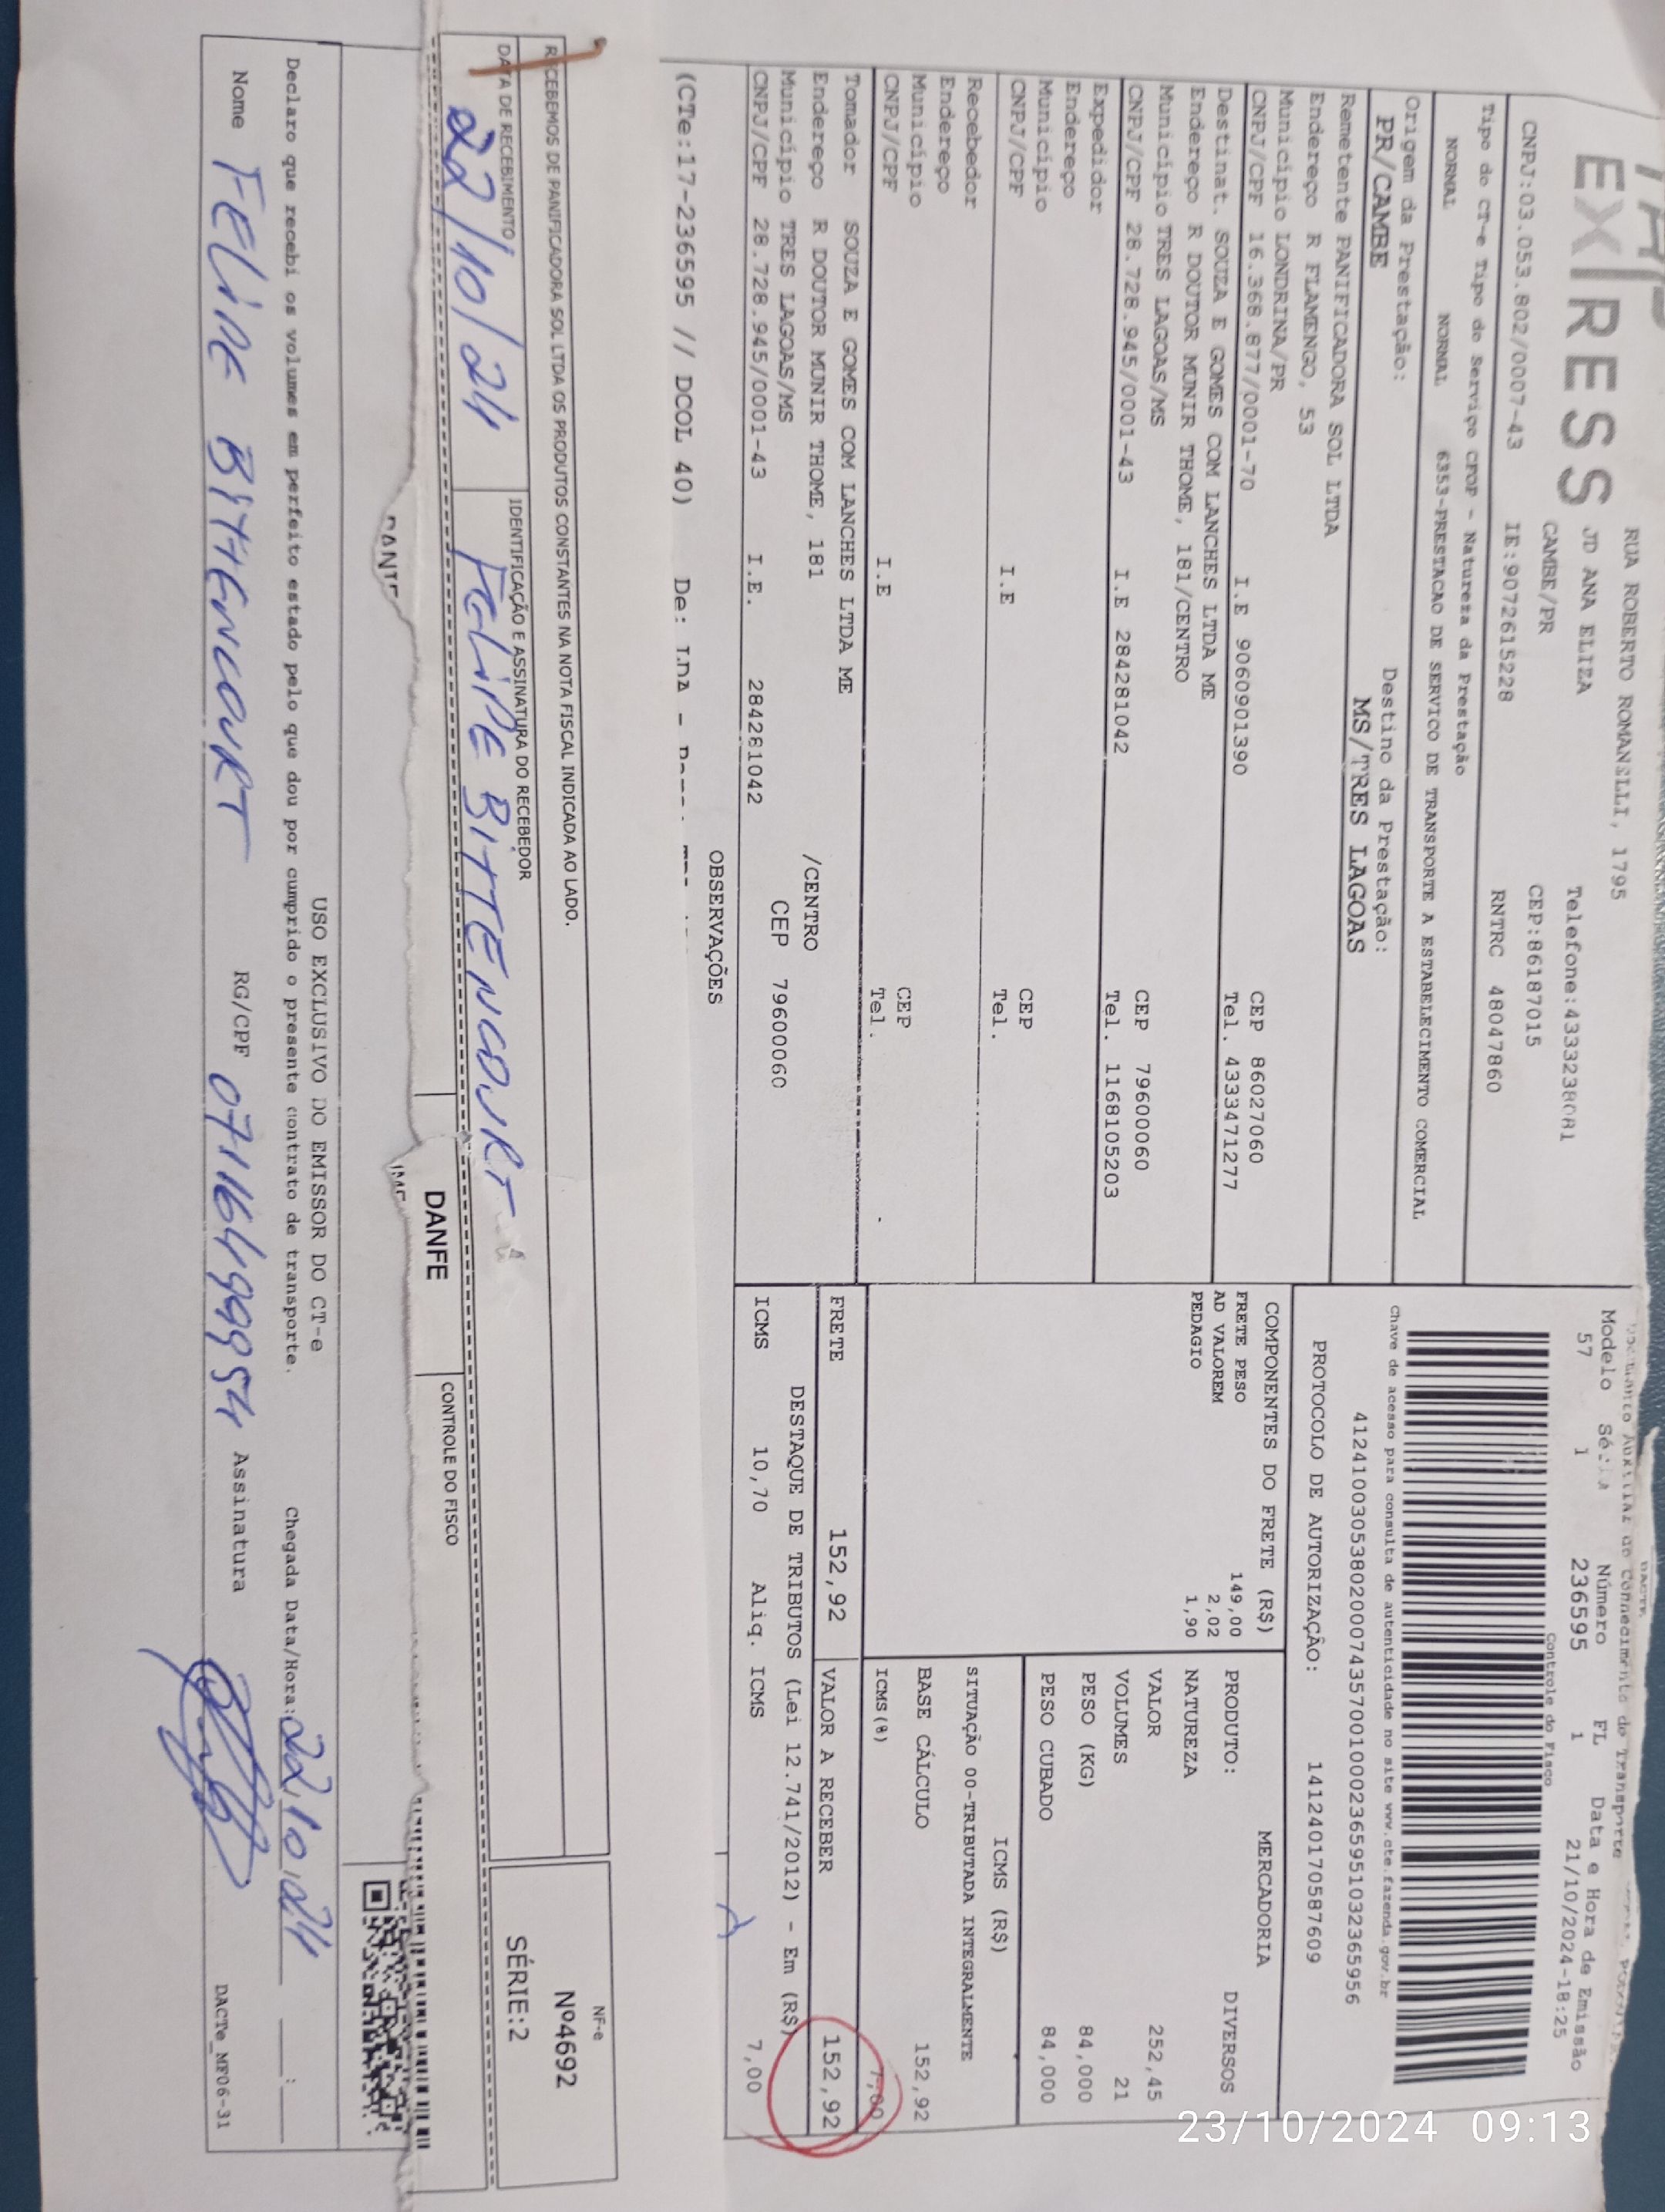 EXPRESS
RUA ROBERTO ROMANELLI, 1795
JD ANA ELIZA
Telefone:4333238081
CAMBE/PR
CEP:86187015
CNPJ:03.053.802/0007-43
IE:9072615228
RNTRC 48047860
Tipo do CT-e Tipo do Serviço CFOP - Natureza da Prestação
NORMAL NORMAL 6353-PRESTACAO DE SERVICO DE TRANSPORTE A ESTABELECIMENTO COMERCIAL
Origem da Prestação: Destino da Prestação:
PR/CAMBE MS/TRES LAGOAS
Remetente PANIFICADORA SOL LTDA
Endereço R FLAMENGO, 53
Município LONDRINA/PR CEP 86027060
CNPJ/CPF 16.368.877/0001-70 I.E 9060901390 Tel. 4333471277
Destinat. SOUZA E GOMES COM LANCHES LTDA ME
Endereço R DOUTOR MUNIR THOME, 181/CENTRO
Município TRES LAGOAS/MS CEP 79600060
CNPJ/CPF 28.728.945/0001-43 I.E 284281042 Tel. 1168105203
Expedidor
Endereço
Município CEP
CNPJ/CPF I.E Tel.
Recebedor
Endereço
Município CEP
CNPJ/CPF I.E Tel.
Tomador SOUZA E GOMES COM LANCHES LTDA ME
Endereço R DOUTOR MUNIR THOME, 181 /CENTRO
Município TRES LAGOAS/MS CEP 79600060
CNPJ/CPF 28.728.945/0001-43 I.E. 284281042
OBSERVAÇÕES
(CTe:17-236595 // DCOL 40) De:
DACTE
Documento Auxiliar do Conhecimento de Transporte
Modelo Série Número FL Data e Hora de Emissão
57 1 236595 1 21/10/2024-18:25
Controle do Fisco
Chave de acesso para consulta de autenticidade no site www.cte.fazenda.gov.br
41241003053802000743570010002365951032365956
PROTOCOLO DE AUTORIZAÇÃO: 141240170587609
COMPONENTES DO FRETE (R$)
FRETE PESO 149,00
AD VALOREM 2,02
PEDAGIO 1,90
MERCADORIA
PRODUTO: DIVERSOS
NATUREZA
VALOR 252,45
VOLUMES 21
PESO (KG) 84,000
PESO CUBADO 84,000
ICMS (R$)
SITUAÇÃO 00-TRIBUTADA INTEGRALMENTE
BASE CÁLCULO 152,92
ICMS(%) 7,00
FRETE 152,92 VALOR A RECEBER 152,92
DESTAQUE DE TRIBUTOS (Lei 12.741/2012) - Em (R$)
ICMS 10,70 Aliq. ICMS 7,00
RECEBEMOS DE PANIFICADORA SOL LTDA OS PRODUTOS CONSTANTES NA NOTA FISCAL INDICADA AO LADO.
DATA DE RECEBIMENTO IDENTIFICAÇÃO E ASSINATURA DO RECEBEDOR
22/10/24 FELIPE BITTENCOURT
NF-e
Nº4692
SÉRIE:2
DANFE
CONTROLE DO FISCO
USO EXCLUSIVO DO EMISSOR DO CT-e
Declaro que recebi os volumes em perfeito estado pelo que dou por cumprido o presente contrato de transporte. Chegada Data/Hora: 22/10/24
Nome FELIPE BITTENCOURT RG/CPF 07116499954 Assinatura
DACTe_MF06-31
23/10/2024 09:13